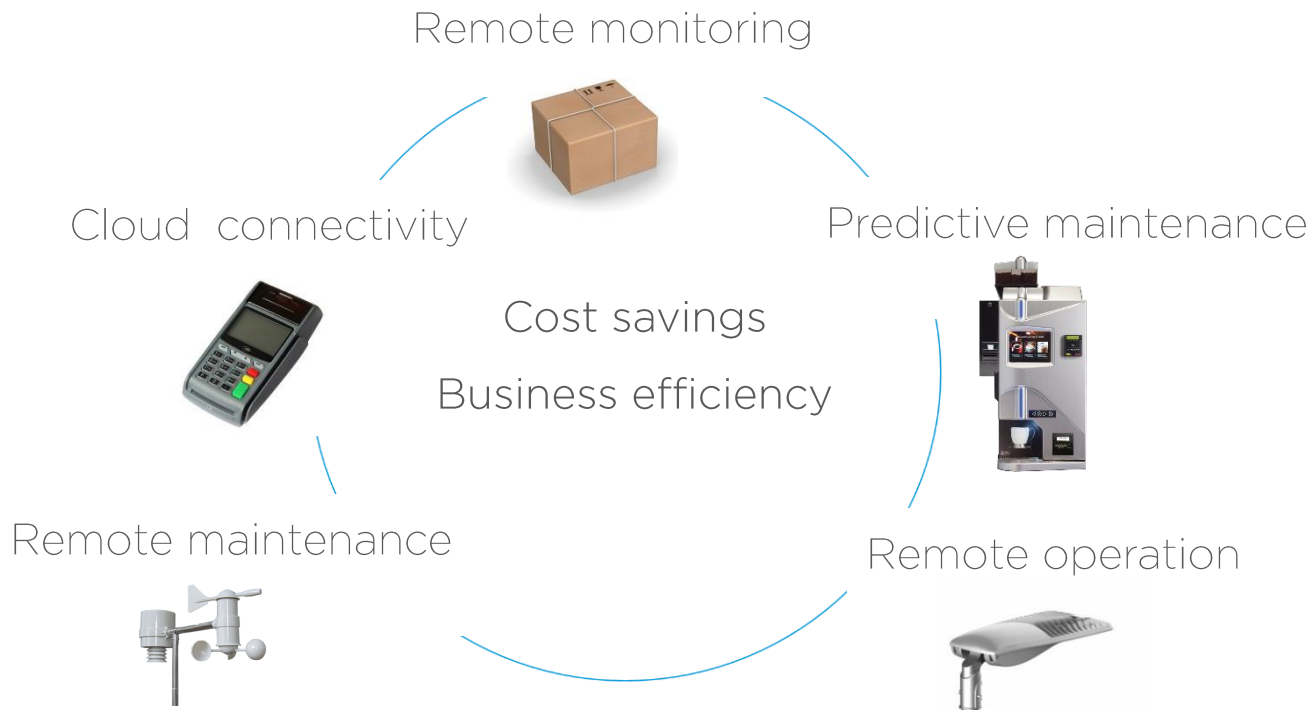 Remote monitoring
Cloud connectivity
Predictive maintenance
Cost savings
Business efficiency
Remote maintenance
Remote operation